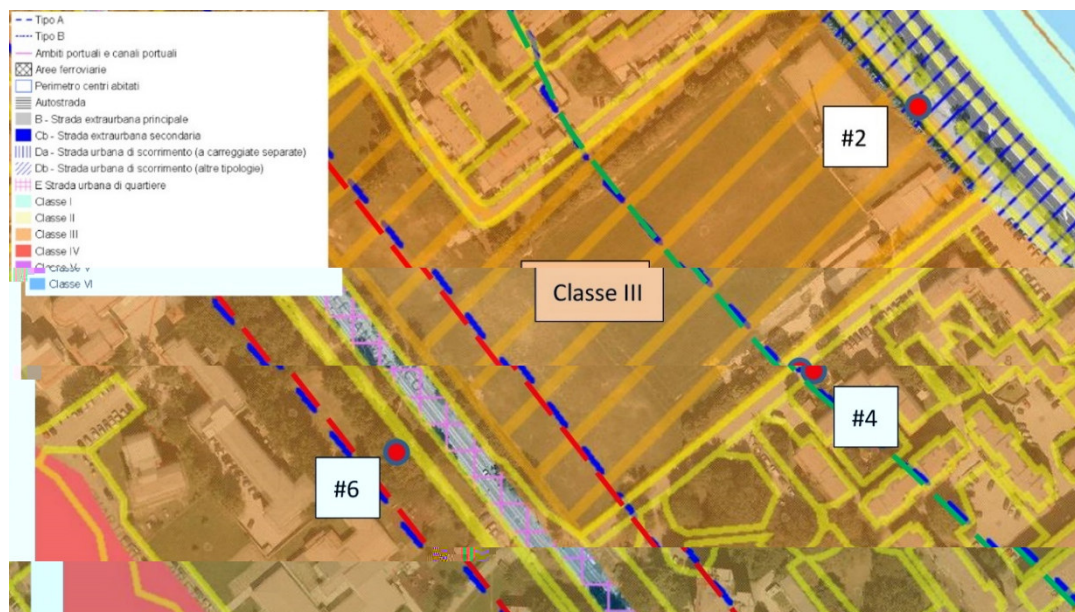 Tipo A
Tipo B
Ambiti portuali e canali portuali
Aree ferroviarie
Perimetro centri abitati
Autostrada
B - Strada extraurbana principale
Cb - Strada extraurbana secondaria
Da - Strada urbana di scorrimento (a carreggiate separate)
Db - Strada urbana di scorrimento (altre tipologie)
E Strada urbana di quartiere
Classe I
Classe II
Classe III
Classe IV
Classe V
Classe VI
#2
Classe III
#4
#6